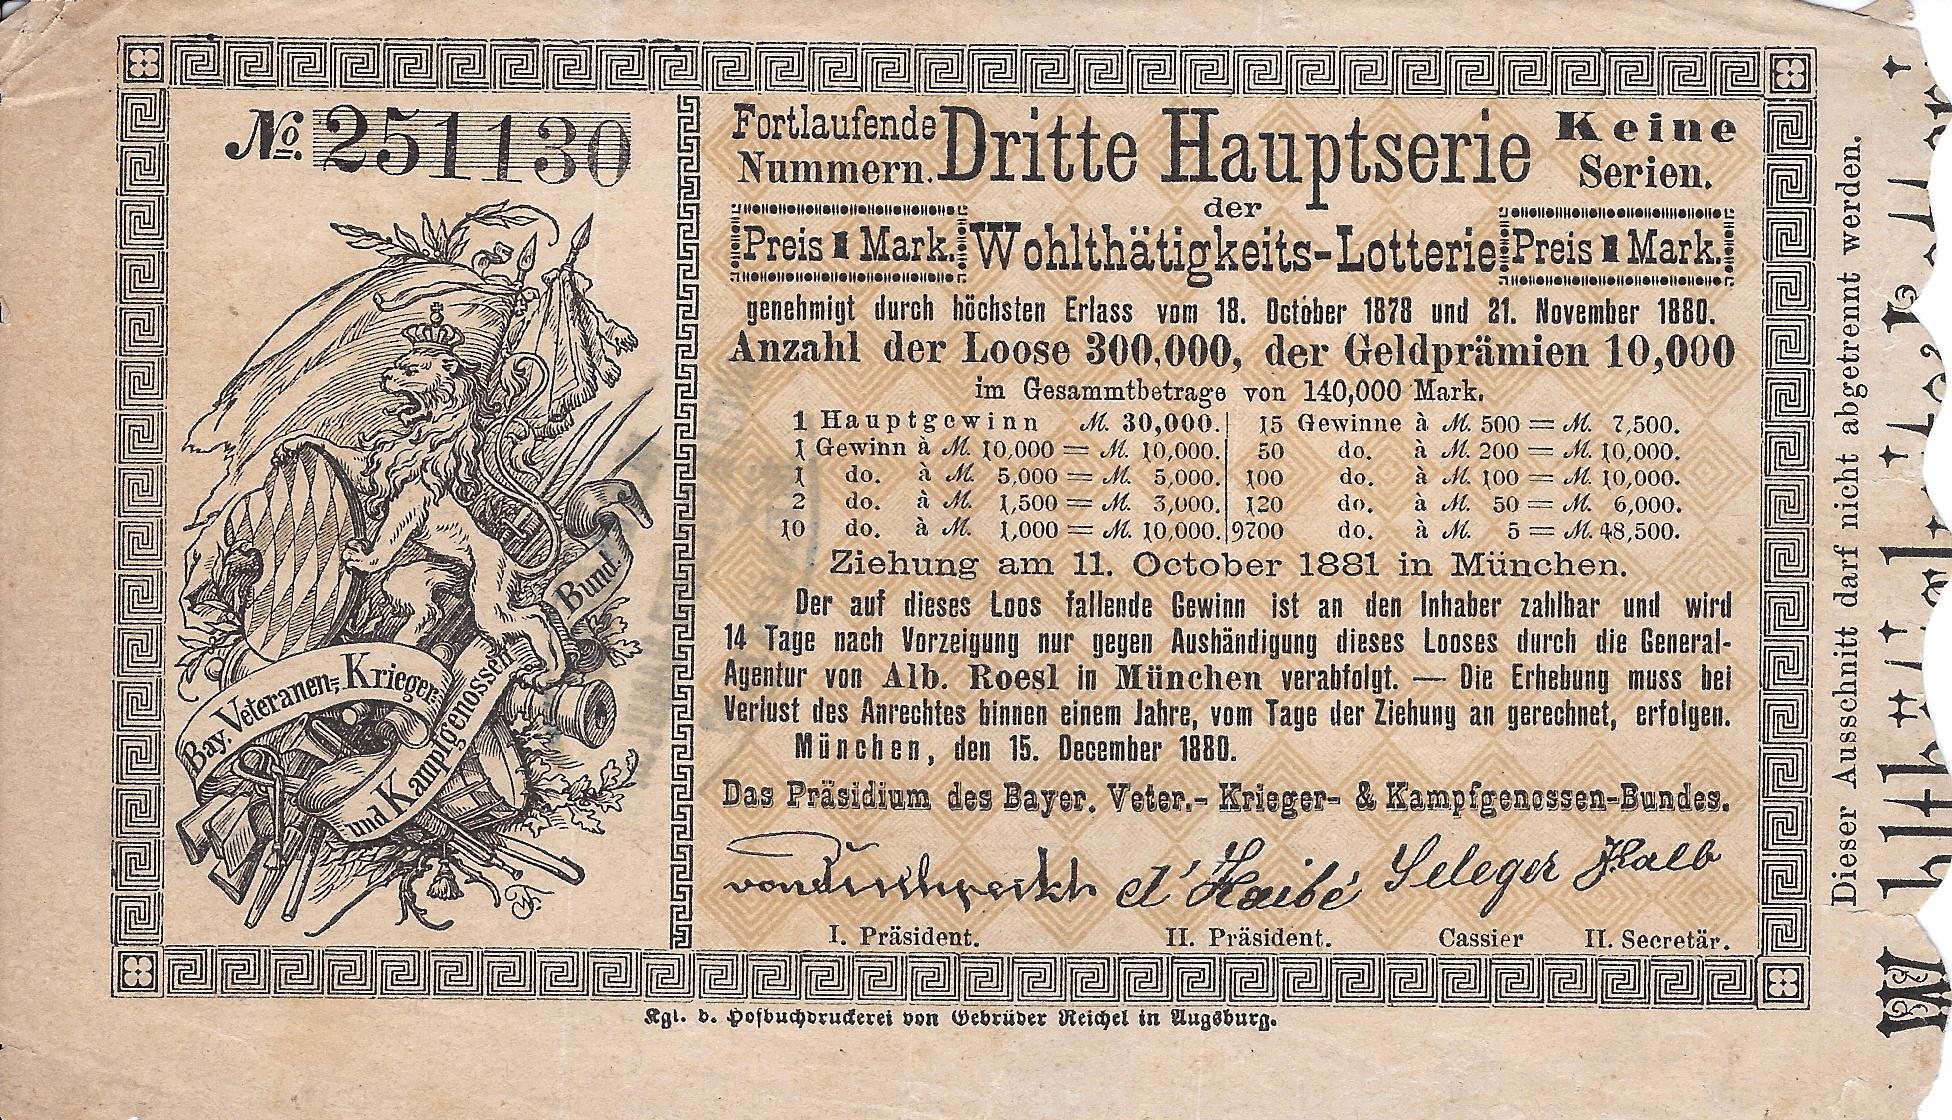 No. 251130
Fortlaufende Nummern.
Dritte Hauptserie
Keine Serien.
der
Preis 1 Mark.
Wohlthätigkeits-Lotterie
Preis 1 Mark.
genehmigt durch höchsten Erlass vom 18. October 1878 und 21. November 1880.
Anzahl der Loose 300,000, der Geldprämien 10,000
im Gesammtbetrage von 140,000 Mark.
1 Hauptgewinn M. 30,000. 15 Gewinne à M. 500 = M. 7,500.
1 Gewinn à M. 10,000 = M. 10,000. 50 do. à M. 200 = M. 10,000.
1 do. à M. 5,000 = M. 5,000. 100 do. à M. 100 = M. 10,000.
2 do. à M. 1,500 = M. 3,000. 120 do. à M. 50 = M. 6,000.
10 do. à M. 1,000 = M. 10,000. 9700 do. à M. 5 = M. 48,500.
Ziehung am 11. October 1881 in München.
Der auf dieses Loos fallende Gewinn ist an den Inhaber zahlbar und wird
14 Tage nach Vorzeigung nur gegen Aushändigung dieses Looses durch die General-
Agentur von Alb. Roesl in München verabfolgt. — Die Erhebung muss bei
Verlust des Anrechtes binnen einem Jahre, vom Tage der Ziehung an gerechnet, erfolgen.
München, den 15. December 1880.
Das Präsidium des Bayer. Veter.- Krieger- & Kampfgenossen-Bundes.
d'Haibé Seleger Kalb
I. Präsident. II. Präsident. Cassier II. Secretär.
Bay. Veteranen-, Krieger-
und Kampfgenossen
Bund.
Kgl. b. Hofbuchdruckerei von Gebrüder Reichel in Augsburg.
Dieser Ausschnitt darf nicht abgetrennt werden.